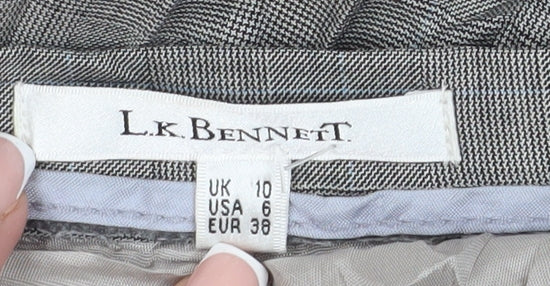 L.K.BENNETT.
UK 10
USA 6
EUR 38